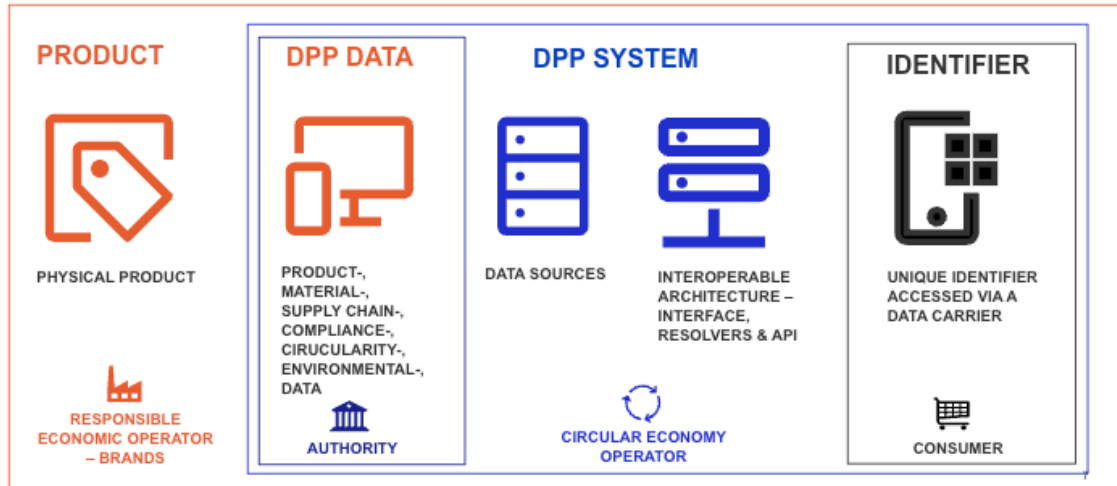 PRODUCT
PHYSICAL PRODUCT
RESPONSIBLE
ECONOMIC OPERATOR
– BRANDS
DPP DATA
PRODUCT-,
MATERIAL-,
SUPPLY CHAIN-,
COMPLIANCE-,
CIRUCULARITY-,
ENVIRONMENTAL-,
DATA
AUTHORITY
DPP SYSTEM
DATA SOURCES
INTEROPERABLE
ARCHITECTURE –
INTERFACE,
RESOLVERS & API
CIRCULAR ECONOMY
OPERATOR
IDENTIFIER
UNIQUE IDENTIFIER
ACCESSED VIA A
DATA CARRIER
CONSUMER